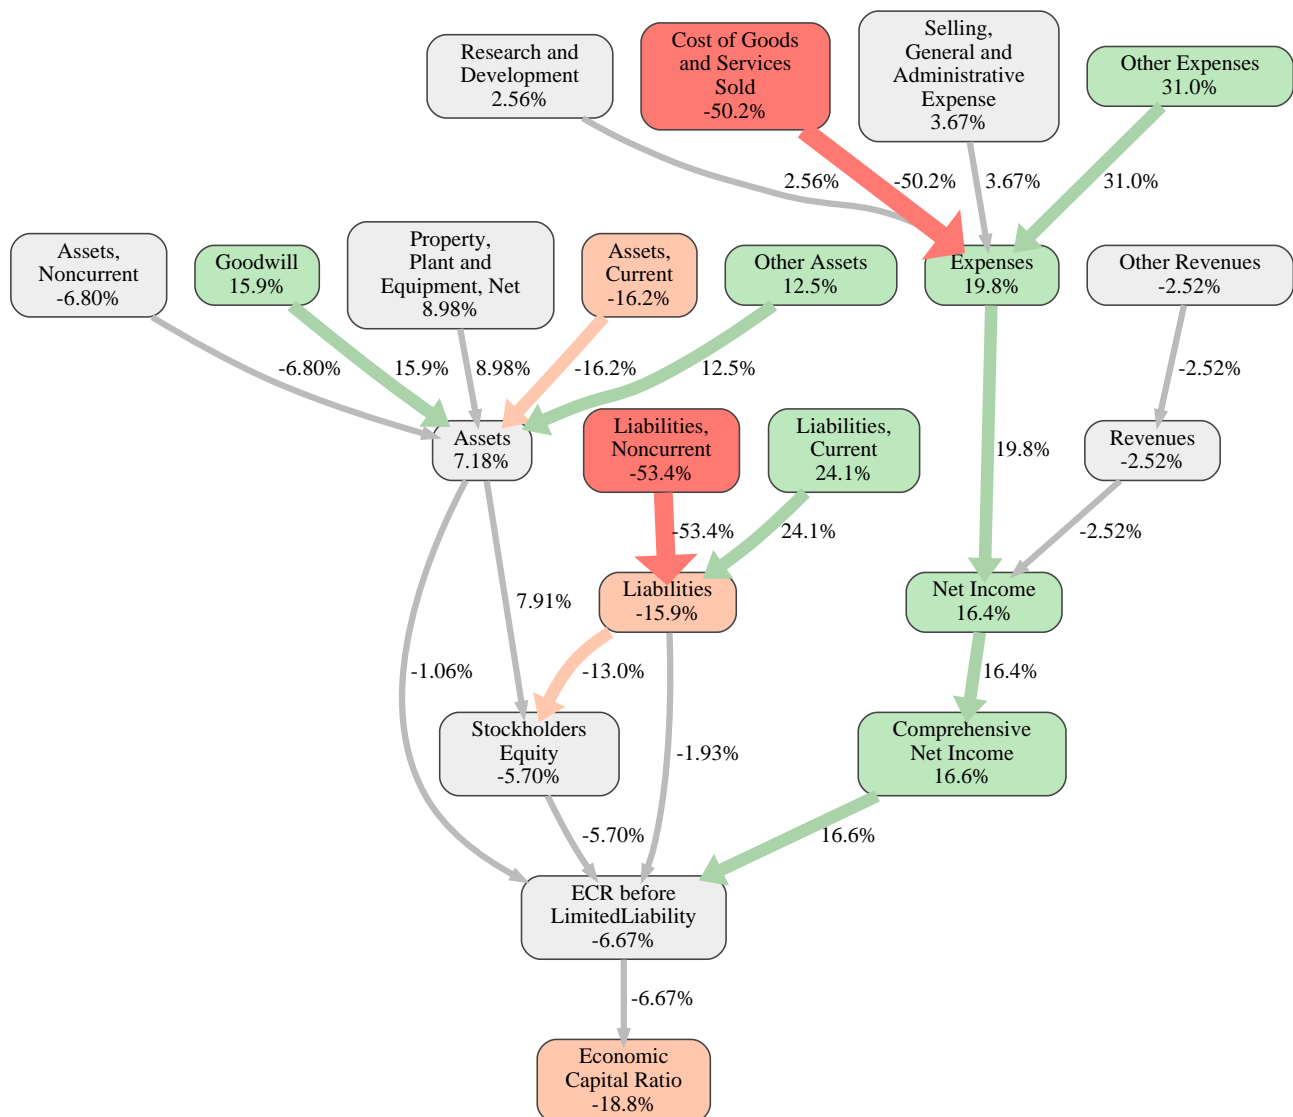 Research and
Development
2.56%
Cost of Goods
and Services
Sold
-50.2%
Selling,
General and
Administrative
Expense
3.67%
Other Expenses
31.0%
2.56%
-50.2%
3.67%
31.0%
Assets,
Noncurrent
-6.80%
Goodwill
15.9%
Property,
Plant and
Equipment, Net
8.98%
Assets,
Current
-16.2%
Other Assets
12.5%
Expenses
19.8%
Other Revenues
-2.52%
-6.80%
15.9%
8.98%
-16.2%
12.5%
-2.52%
Assets
7.18%
Liabilities,
Noncurrent
-53.4%
Liabilities,
Current
24.1%
19.8%
Revenues
-2.52%
-53.4%
24.1%
-2.52%
Liabilities
-15.9%
Net Income
16.4%
7.91%
-1.06%
-13.0%
16.4%
Stockholders
Equity
-5.70%
-1.93%
Comprehensive
Net Income
16.6%
-5.70%
16.6%
ECR before
LimitedLiability
-6.67%
-6.67%
Economic
Capital Ratio
-18.8%